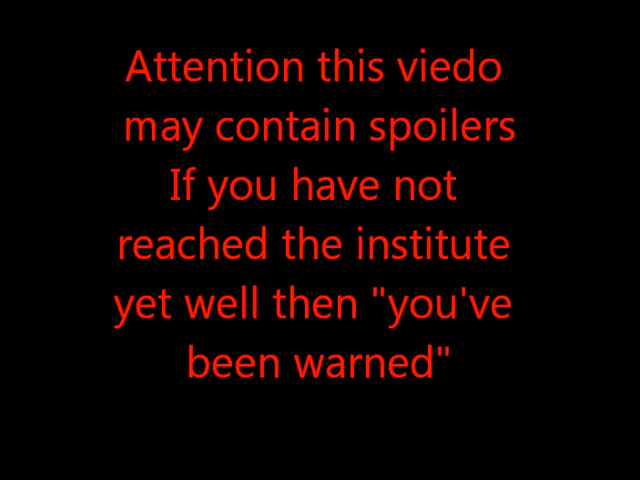 Attention this viedo
may contain spoilers
If you have not
reached the institute
yet well then "you've
been warned"